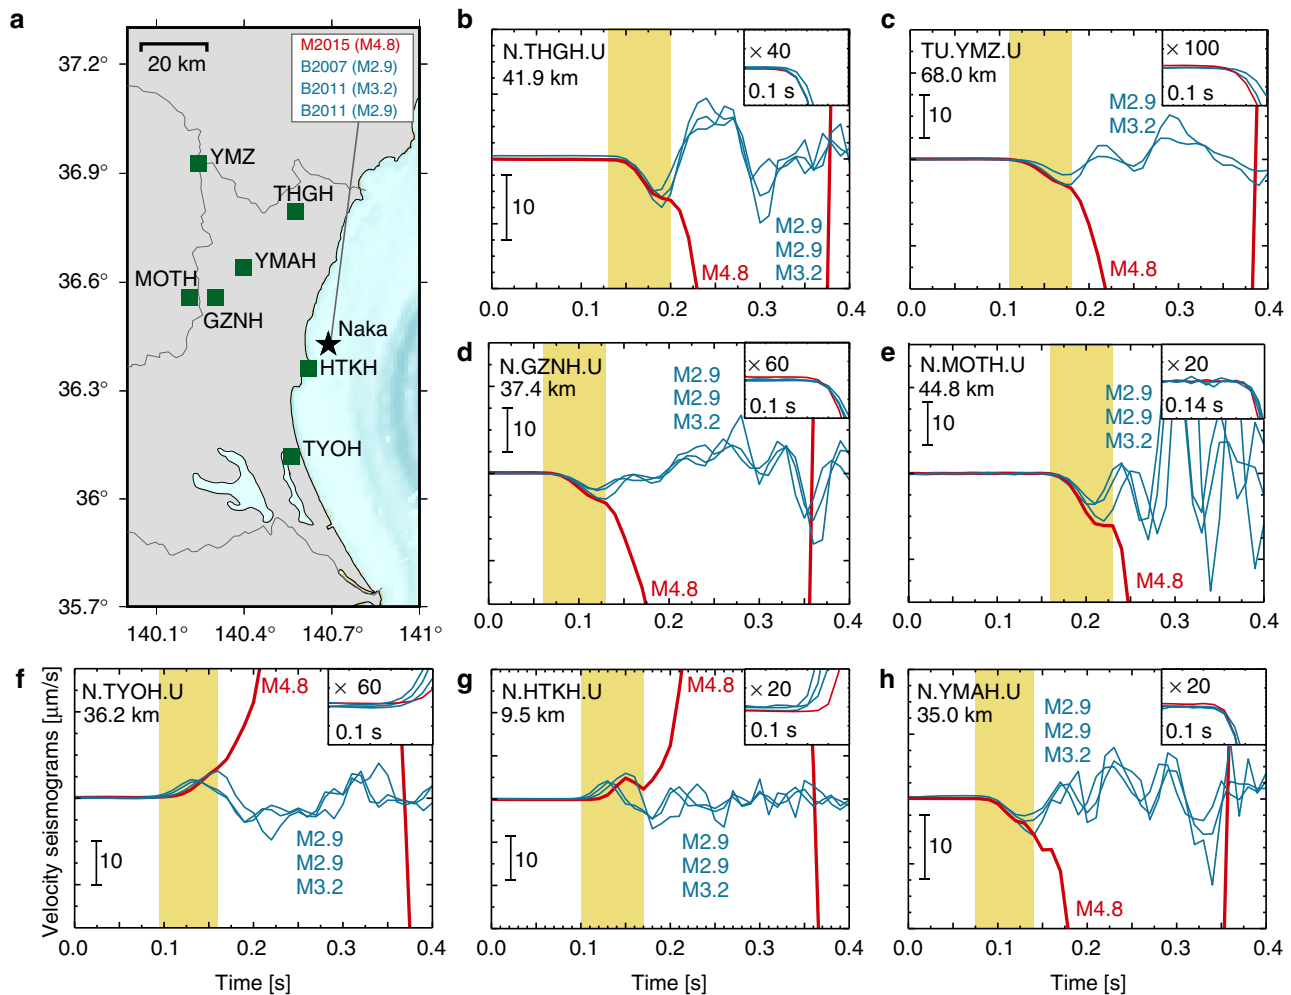 a
M2015 (M4.8)
B2007 (M2.9)
B2011 (M3.2)
B2011 (M2.9)
20 km
37.2°
36.9°
36.6°
36.3°
36°
35.7°
140.1°
140.4°
140.7°
141°
YMZ
THGH
YMAH
MOTH
GZNH
Naka
HTKH
TYOH
b
N.THGH.U
41.9 km
× 40
0.1 s
10
M2.9
M2.9
M3.2
M4.8
0.0 0.1 0.2 0.3 0.4
c
TU.YMZ.U
68.0 km
× 100
0.1 s
10
M2.9
M3.2
M4.8
0.0 0.1 0.2 0.3 0.4
d
N.GZNH.U
37.4 km
× 60
0.1 s
10
M2.9
M2.9
M3.2
M4.8
0.0 0.1 0.2 0.3 0.4
e
N.MOTH.U
44.8 km
× 20
0.14 s
10
M2.9
M2.9
M3.2
M4.8
0.0 0.1 0.2 0.3 0.4
f
Velocity seismograms [µm/s]
N.TYOH.U
36.2 km
M4.8
× 60
0.1 s
10
M2.9
M2.9
M3.2
0.0 0.1 0.2 0.3 0.4
Time [s]
g
N.HTKH.U
9.5 km
M4.8
× 20
0.1 s
10
M2.9
M2.9
M3.2
0.0 0.1 0.2 0.3 0.4
Time [s]
h
N.YMAH.U
35.0 km
× 20
0.1 s
M2.9
M2.9
M3.2
10
M4.8
0.0 0.1 0.2 0.3 0.4
Time [s]